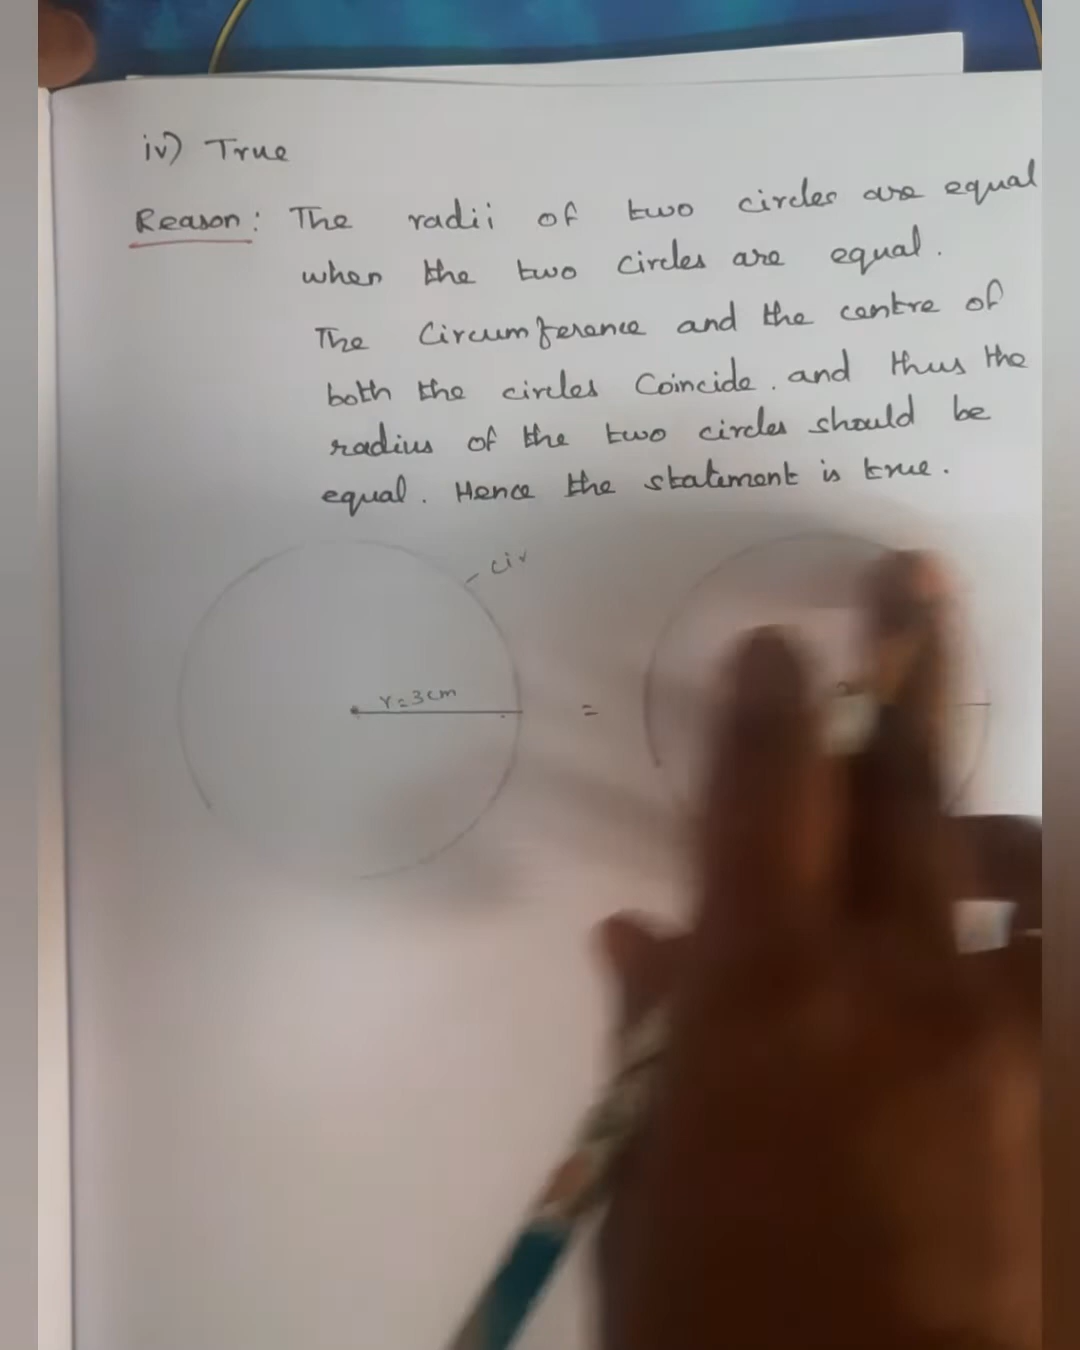 iv) True
Reason: The radii of two circles are equal
when the two circles are equal.
The Circumference and the centre of
both the circles Coincide. and thus the
radius of the two circles should be
equal. Hence the statement is true.
cir
r=3cm
=